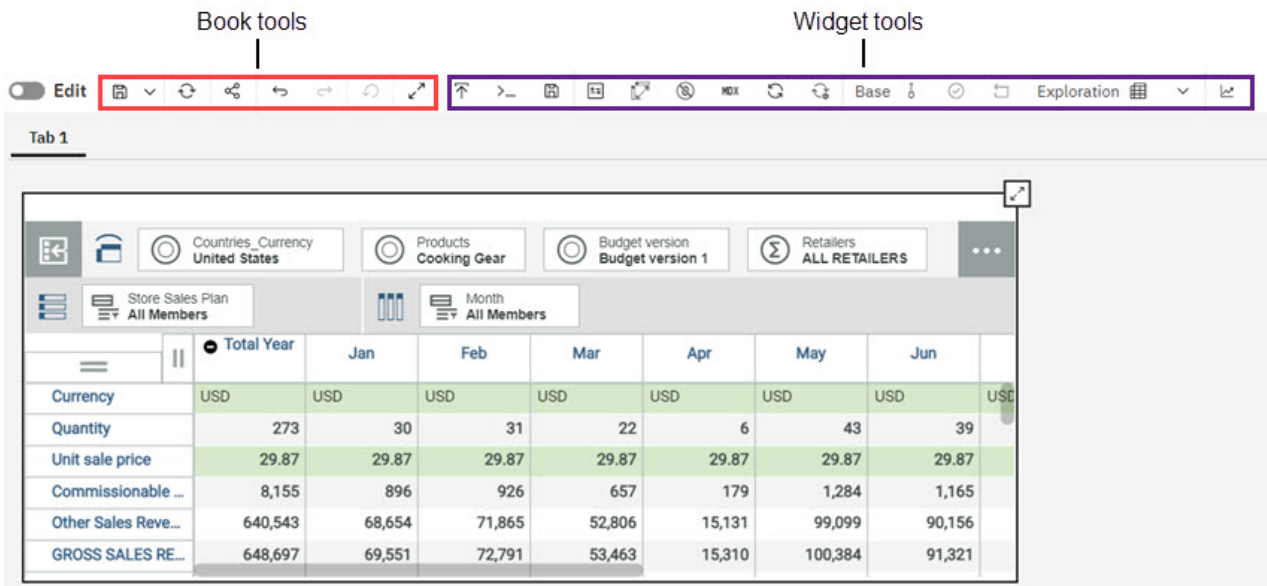 Book tools
Widget tools
Edit
MDX
Base
Exploration
Tab 1
Countries_Currency
United States
Products
Cooking Gear
Budget version
Budget version 1
Retailers
ALL RETAILERS
Store Sales Plan
All Members
Month
All Members
Total Year Jan Feb Mar Apr May Jun
Currency USD USD USD USD USD USD USD USD
Quantity 273 30 31 22 6 43 39
Unit sale price 29.87 29.87 29.87 29.87 29.87 29.87 29.87
Commissionable ... 8,155 896 926 657 179 1,284 1,165
Other Sales Reve... 640,543 68,654 71,865 52,806 15,131 99,099 90,156
GROSS SALES RE... 648,697 69,551 72,791 53,463 15,310 100,384 91,321